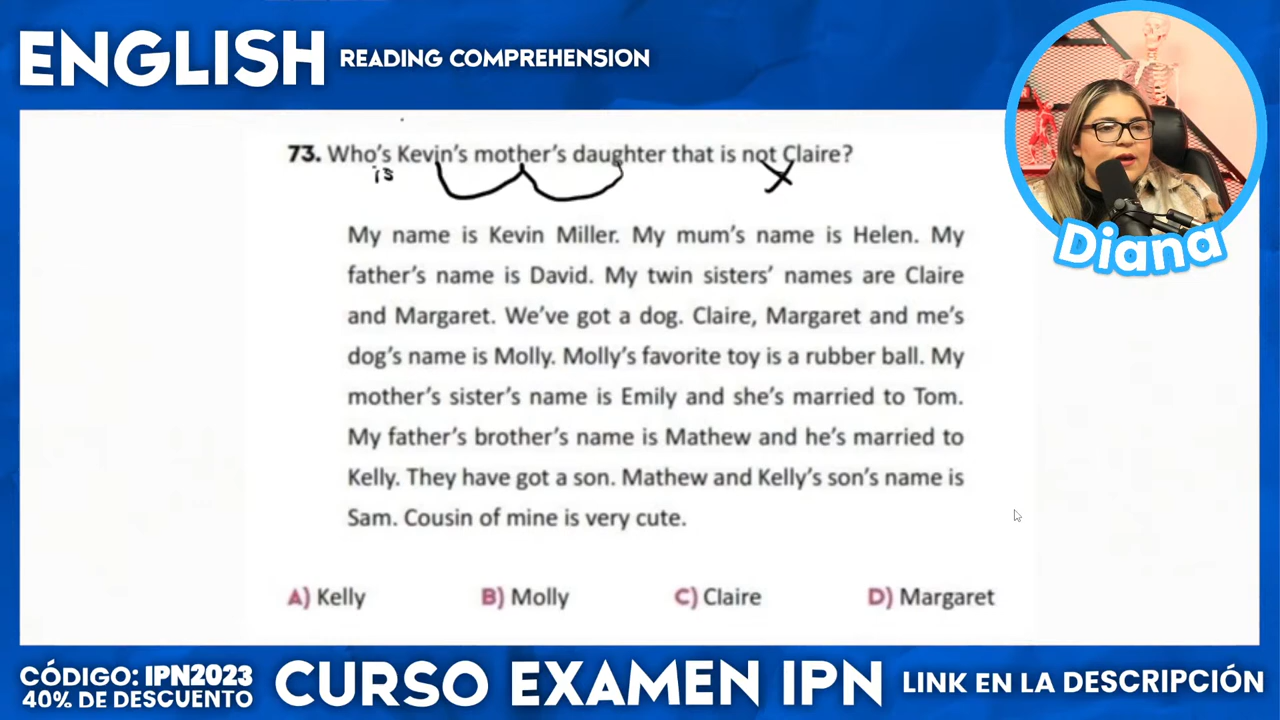 ENGLISH READING COMPREHENSION
73. Who's Kevin's mother's daughter that is not Claire?
is
My name is Kevin Miller. My mum's name is Helen. My
father's name is David. My twin sisters' names are Claire
and Margaret. We've got a dog. Claire, Margaret and me's
dog's name is Molly. Molly's favorite toy is a rubber ball. My
mother's sister's name is Emily and she's married to Tom.
My father's brother's name is Mathew and he's married to
Kelly. They have got a son. Mathew and Kelly's son's name is
Sam. Cousin of mine is very cute.
A) Kelly B) Molly C) Claire D) Margaret
Diana
CÓDIGO: IPN2023
40% DE DESCUENTO
CURSO EXAMEN IPN
LINK EN LA DESCRIPCIÓN